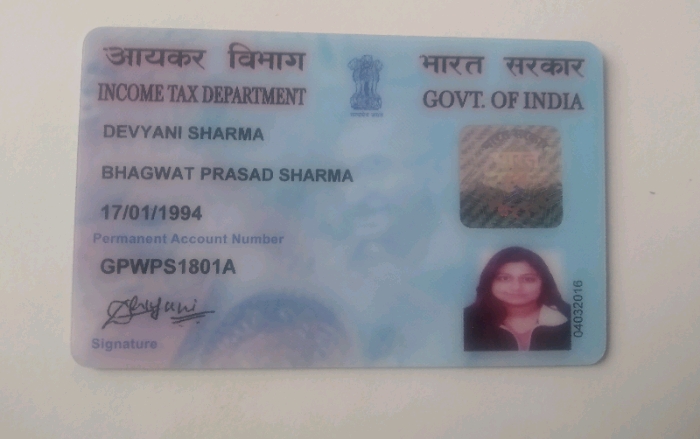 आयकर विभाग
भारत सरकार
INCOME TAX DEPARTMENT
GOVT. OF INDIA
DEVYANI SHARMA
BHAGWAT PRASAD SHARMA
17/01/1994
Permanent Account Number
GPWPS1801A
Devyani
Signature
04032016